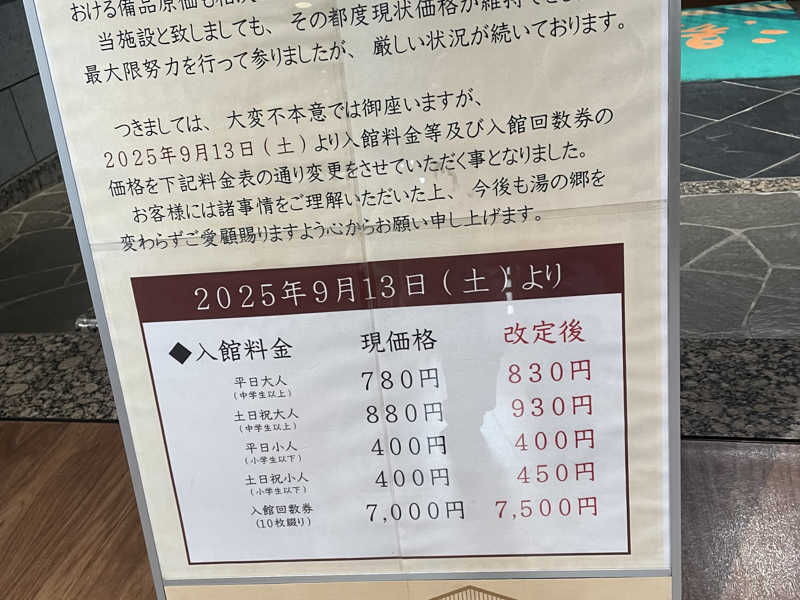 おける備品原価も
当施設と致しましても、その都度現状価格が維持でき
最大限努力を行って参りましたが、厳しい状況が続いております。
つきましては、大変不本意では御座いますが、
2025年9月13日(土)より入館料金等及び入館回数券の
価格を下記料金表の通り変更をさせていただく事となりました。
お客様には諸事情をご理解いただいた上、今後も湯の郷を
変わらずご愛顧賜りますよう心からお願い申し上げます。
2025年9月13日(土)より
◆入館料金 現価格 改定後
平日大人 780円 830円
(中学生以上)
土日祝大人 880円 930円
(中学生以上)
平日小人 400円 400円
(小学生以下)
土日祝小人 400円 450円
(小学生以下)
入館回数券 7,000円 7,500円
(10枚綴り)